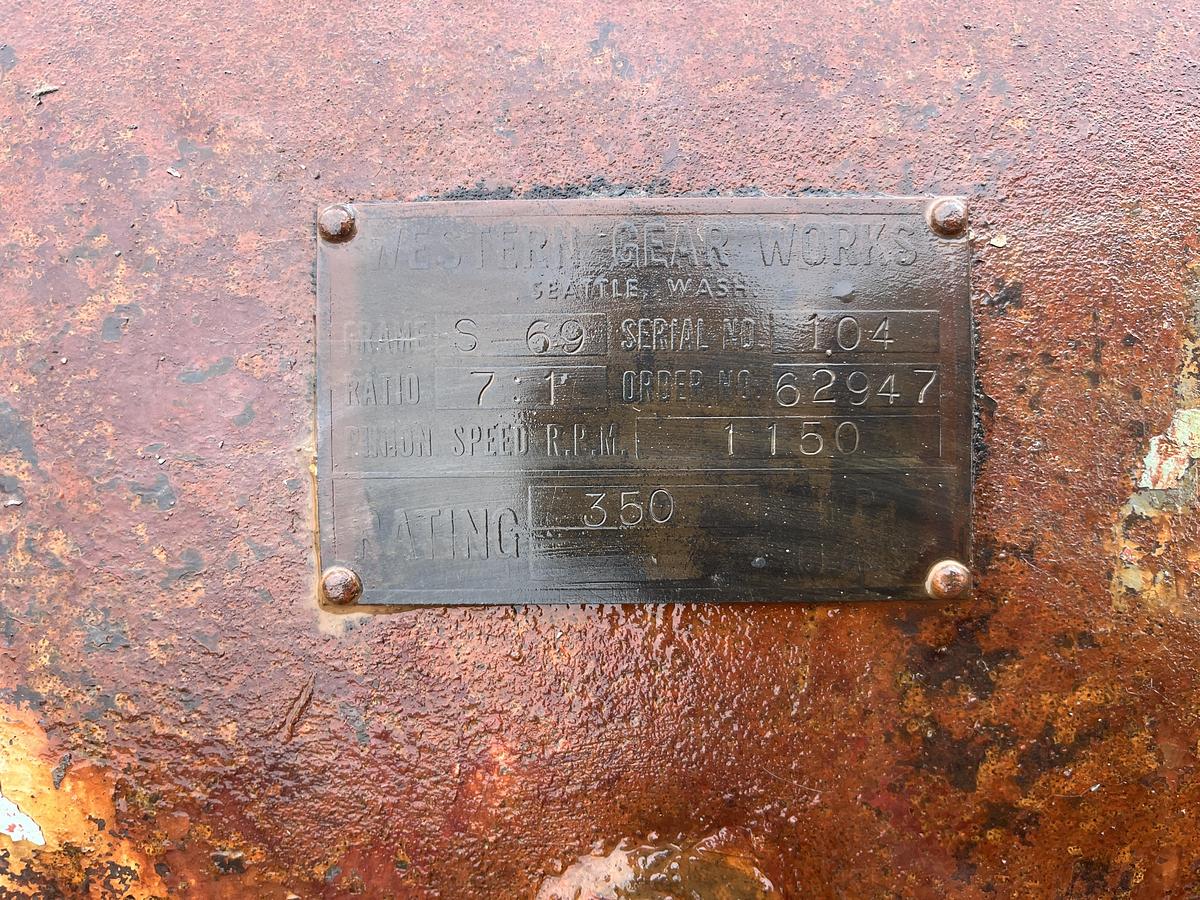 WESTERN GEAR WORKS
SEATTLE, WASH.
FRAME S-69 SERIAL NO. 104
RATIO 7:1 ORDER NO. 62947
PINION SPEED R.P.M. 1150
RATING 350